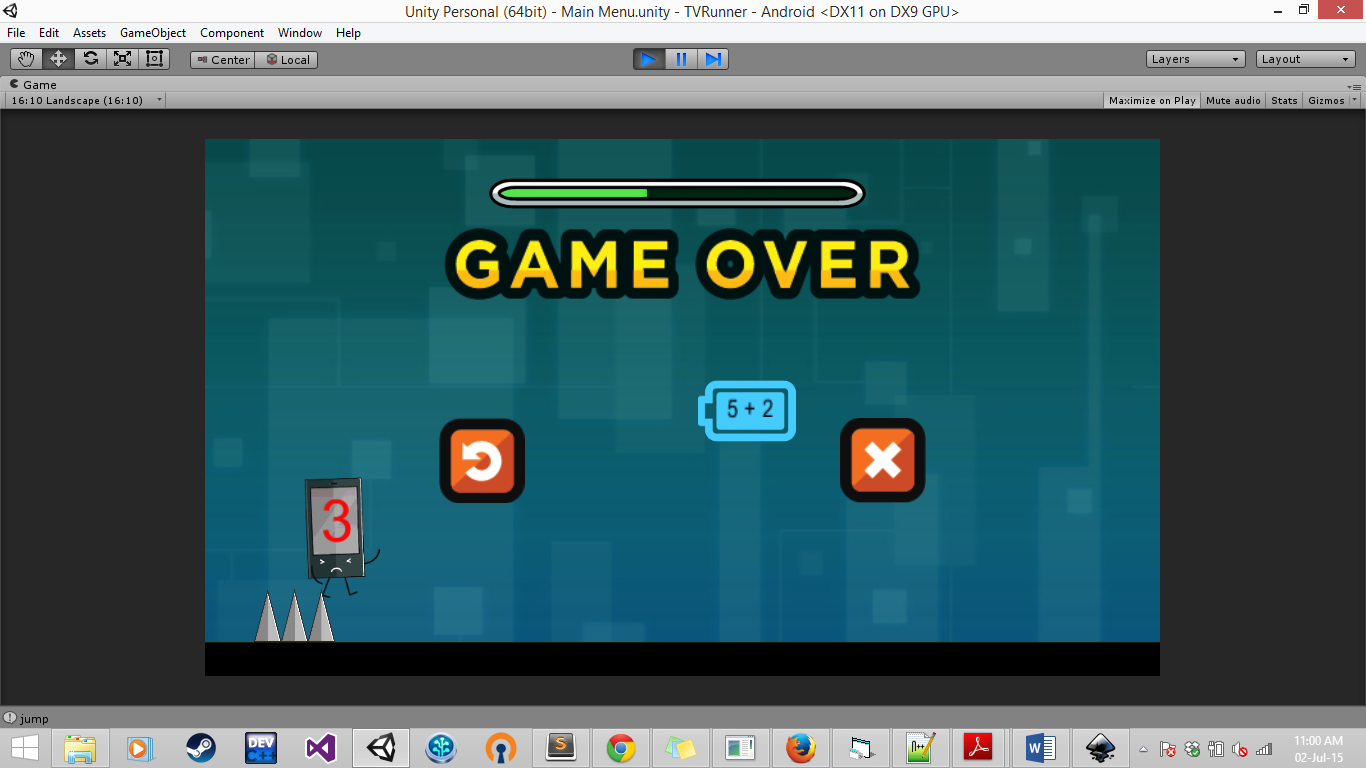 Unity Personal (64bit) - Main Menu.unity - TVRunner - Android <DX11 on DX9 GPU>
File Edit Assets GameObject Component Window Help
Center Local Layers Layout
Game
16:10 Landscape (16:10) Maximize on Play Mute audio Stats Gizmos
GAME OVER
5 + 2
3
jump
DEV C++ S N++ W
11:00 AM
02-Jul-15